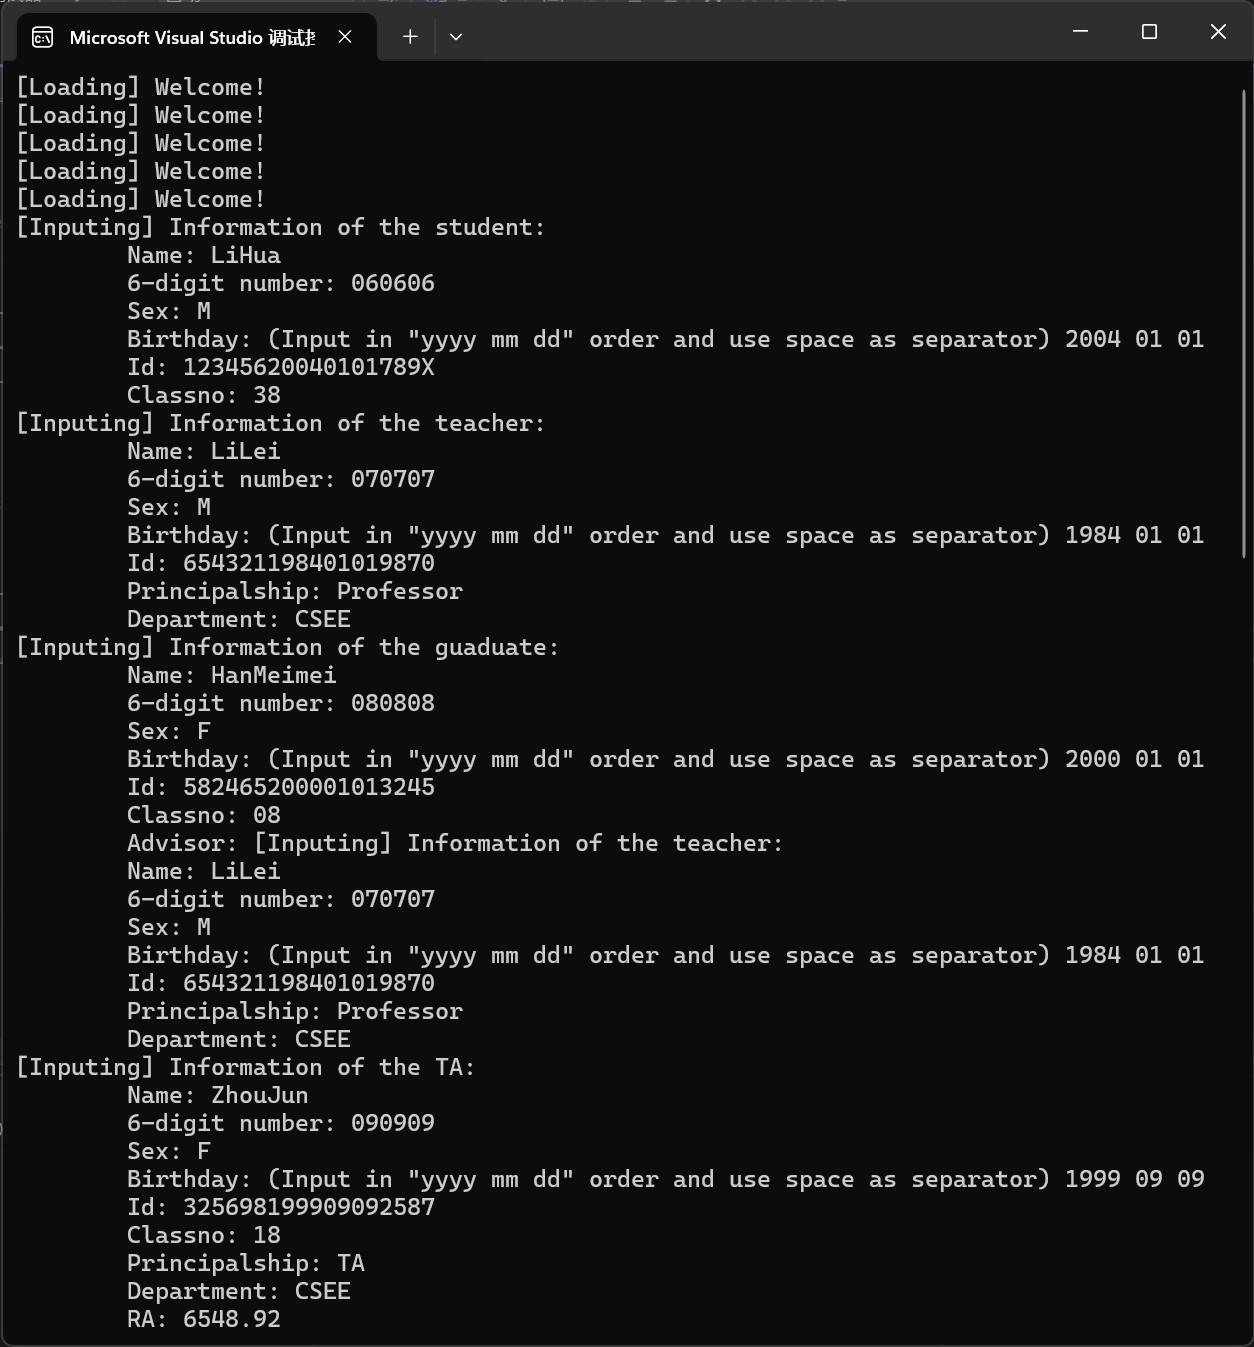 Microsoft Visual Studio 调试
[Loading] Welcome!
[Loading] Welcome!
[Loading] Welcome!
[Loading] Welcome!
[Loading] Welcome!
[Inputing] Information of the student:
Name: LiHua
6-digit number: 060606
Sex: M
Birthday: (Input in "yyyy mm dd" order and use space as separator) 2004 01 01
Id: 12345620040101789X
Classno: 38
[Inputing] Information of the teacher:
Name: LiLei
6-digit number: 070707
Sex: M
Birthday: (Input in "yyyy mm dd" order and use space as separator) 1984 01 01
Id: 654321198401019870
Principalship: Professor
Department: CSEE
[Inputing] Information of the guaduate:
Name: HanMeimei
6-digit number: 080808
Sex: F
Birthday: (Input in "yyyy mm dd" order and use space as separator) 2000 01 01
Id: 582465200001013245
Classno: 08
Advisor: [Inputing] Information of the teacher:
Name: LiLei
6-digit number: 070707
Sex: M
Birthday: (Input in "yyyy mm dd" order and use space as separator) 1984 01 01
Id: 654321198401019870
Principalship: Professor
Department: CSEE
[Inputing] Information of the TA:
Name: ZhouJun
6-digit number: 090909
Sex: F
Birthday: (Input in "yyyy mm dd" order and use space as separator) 1999 09 09
Id: 325698199909092587
Classno: 18
Principalship: TA
Department: CSEE
RA: 6548.92